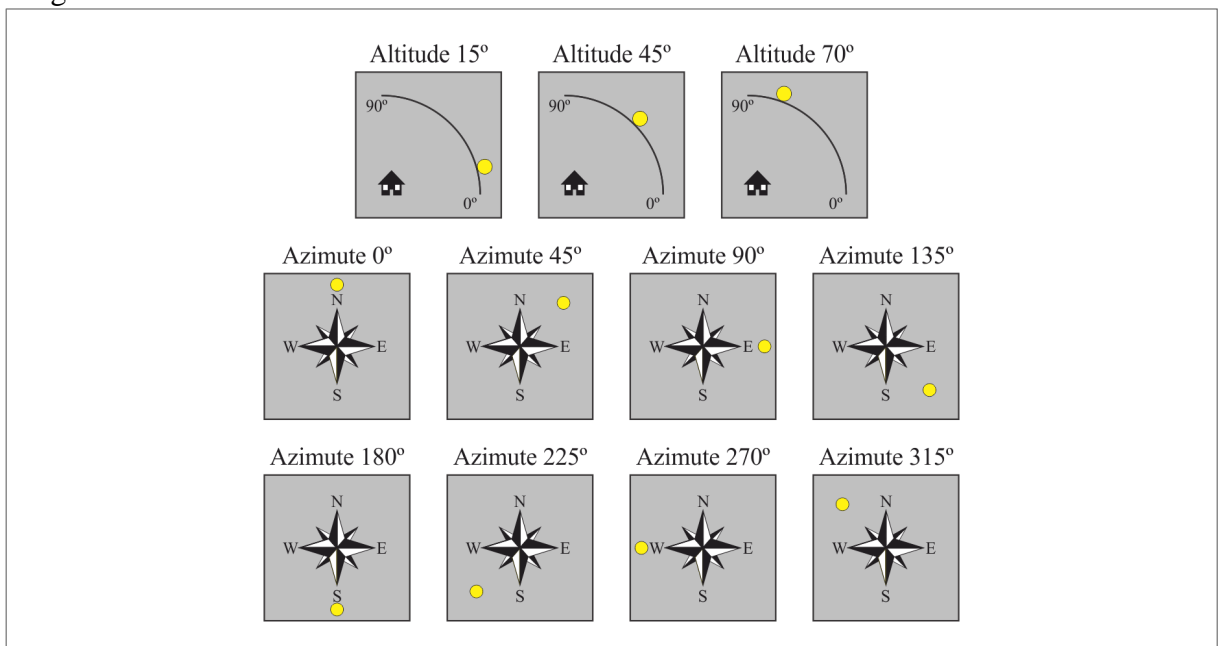 Altitude 15º Altitude 45º Altitude 70º
90º 90º 90º
0º 0º 0º
Azimute 0º Azimute 45º Azimute 90º Azimute 135º
N N N N
W E W E W E W E
S S S S
Azimute 180º Azimute 225º Azimute 270º Azimute 315º
N N N N
W E W E W E W E
S S S S